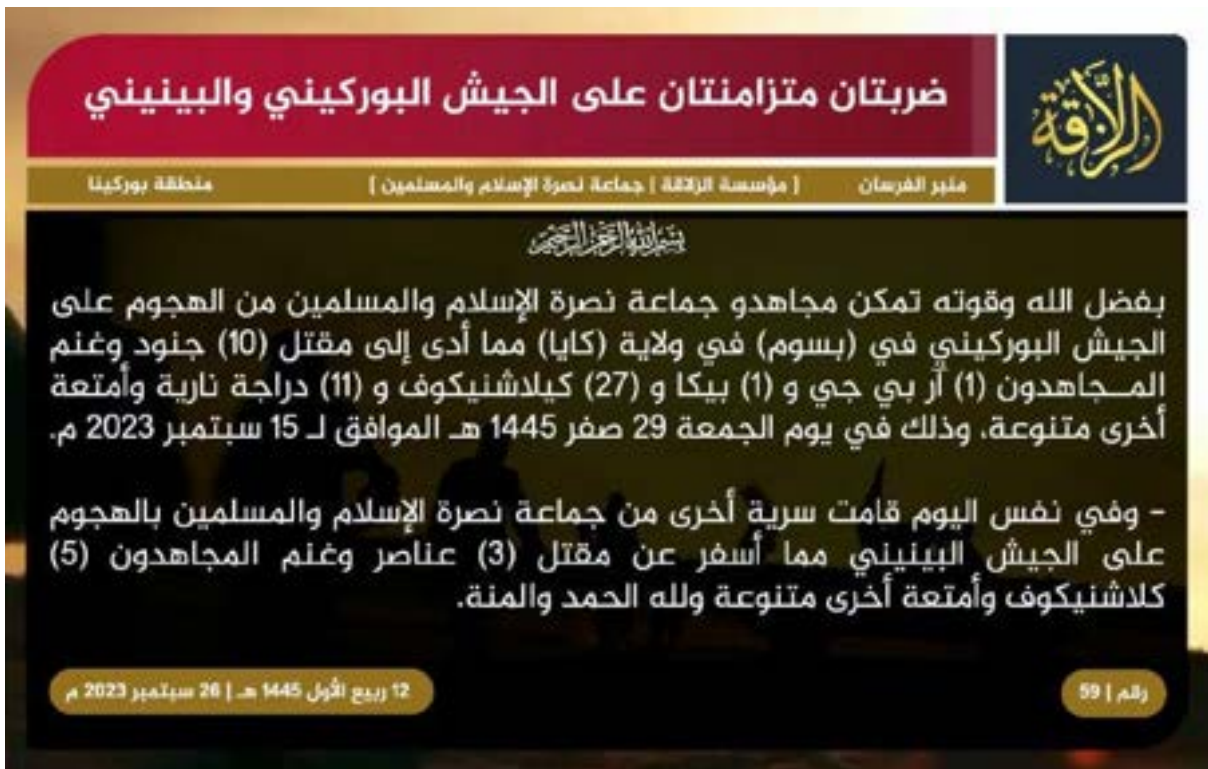 ضربتان متزامنتان على الجيش البوركيني والبينيني
الزلاقة
منبر الفرسان [ مؤسسة الزلاقة | جماعة نصرة الإسلام والمسلمين ] منطقة بوركينا
بسم الله الرحمن الرحيم
بفضل الله وقوته تمكن مجاهدو جماعة نصرة الإسلام والمسلمين من الهجوم على
الجيش البوركيني في (بسوم) في ولاية (كايا) مما أدى إلى مقتل (10) جنود وغنم
المــجاهدون (1) آر بي جي و (1) بيكا و (27) كيلاشنيكوف و (11) دراجة نارية وأمتعة
أخرى متنوعة، وذلك في يوم الجمعة 29 صفر 1445 هـ الموافق لـ 15 سبتمبر 2023 م.
- وفي نفس اليوم قامت سرية أخرى من جماعة نصرة الإسلام والمسلمين بالهجوم
على الجيش البينيني مما أسفر عن مقتل (3) عناصر وغنم المجاهدون (5)
كلاشنيكوف وأمتعة أخرى متنوعة ولله الحمد والمنة.
رقم | 59
12 ربيع الأول 1445 هـ | 26 سبتمبر 2023 م